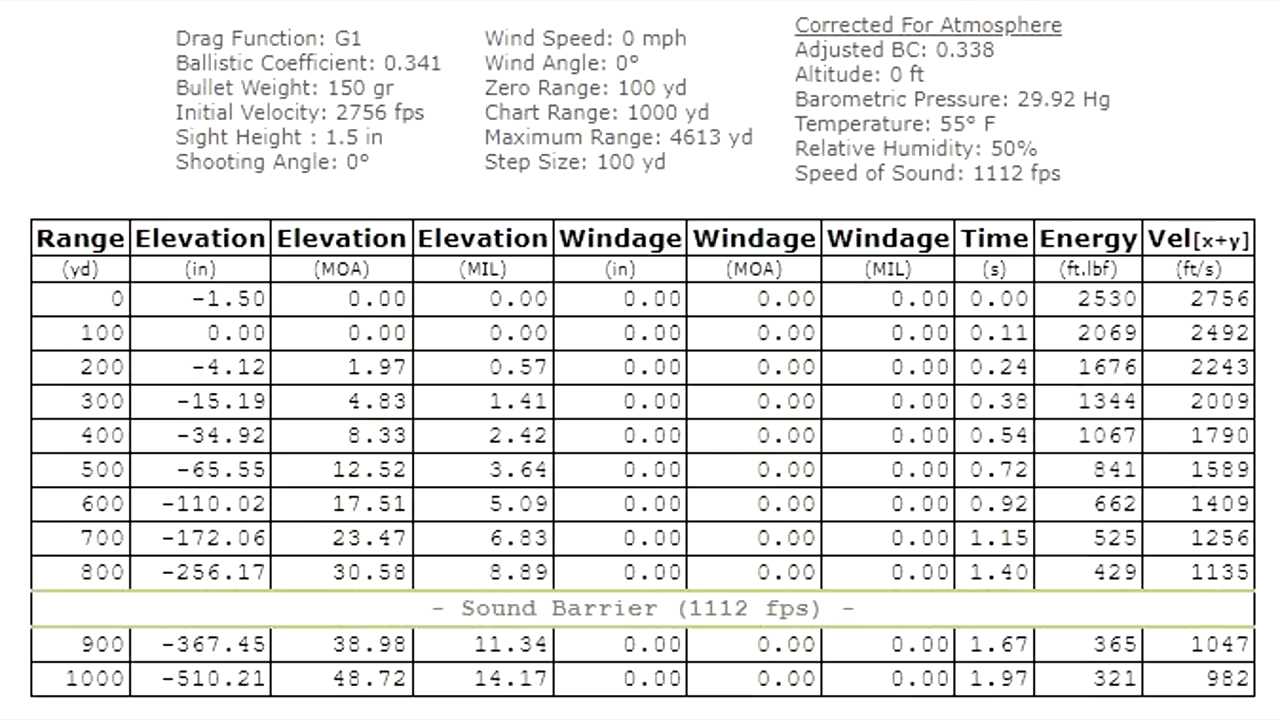 Drag Function: G1
Ballistic Coefficient: 0.341
Bullet Weight: 150 gr
Initial Velocity: 2756 fps
Sight Height : 1.5 in
Shooting Angle: 0°
Wind Speed: 0 mph
Wind Angle: 0°
Zero Range: 100 yd
Chart Range: 1000 yd
Maximum Range: 4613 yd
Step Size: 100 yd
Corrected For Atmosphere
Adjusted BC: 0.338
Altitude: 0 ft
Barometric Pressure: 29.92 Hg
Temperature: 55° F
Relative Humidity: 50%
Speed of Sound: 1112 fps
Range Elevation Elevation Elevation Windage Windage Windage Time Energy Vel[x+y]
(yd) (in) (MOA) (MIL) (in) (MOA) (MIL) (s) (ft.lbf) (ft/s)
0 -1.50 0.00 0.00 0.00 0.00 0.00 0.00 2530 2756
100 0.00 0.00 0.00 0.00 0.00 0.00 0.11 2069 2492
200 -4.12 1.97 0.57 0.00 0.00 0.00 0.24 1676 2243
300 -15.19 4.83 1.41 0.00 0.00 0.00 0.38 1344 2009
400 -34.92 8.33 2.42 0.00 0.00 0.00 0.54 1067 1790
500 -65.55 12.52 3.64 0.00 0.00 0.00 0.72 841 1589
600 -110.02 17.51 5.09 0.00 0.00 0.00 0.92 662 1409
700 -172.06 23.47 6.83 0.00 0.00 0.00 1.15 525 1256
800 -256.17 30.58 8.89 0.00 0.00 0.00 1.40 429 1135
- Sound Barrier (1112 fps) -
900 -367.45 38.98 11.34 0.00 0.00 0.00 1.67 365 1047
1000 -510.21 48.72 14.17 0.00 0.00 0.00 1.97 321 982